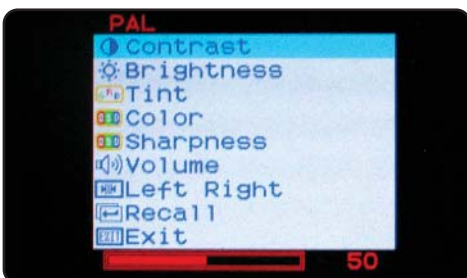 PAL
Contrast
Brightness
Tint
Color
Sharpness
Volume
Left Right
Recall
Exit
50